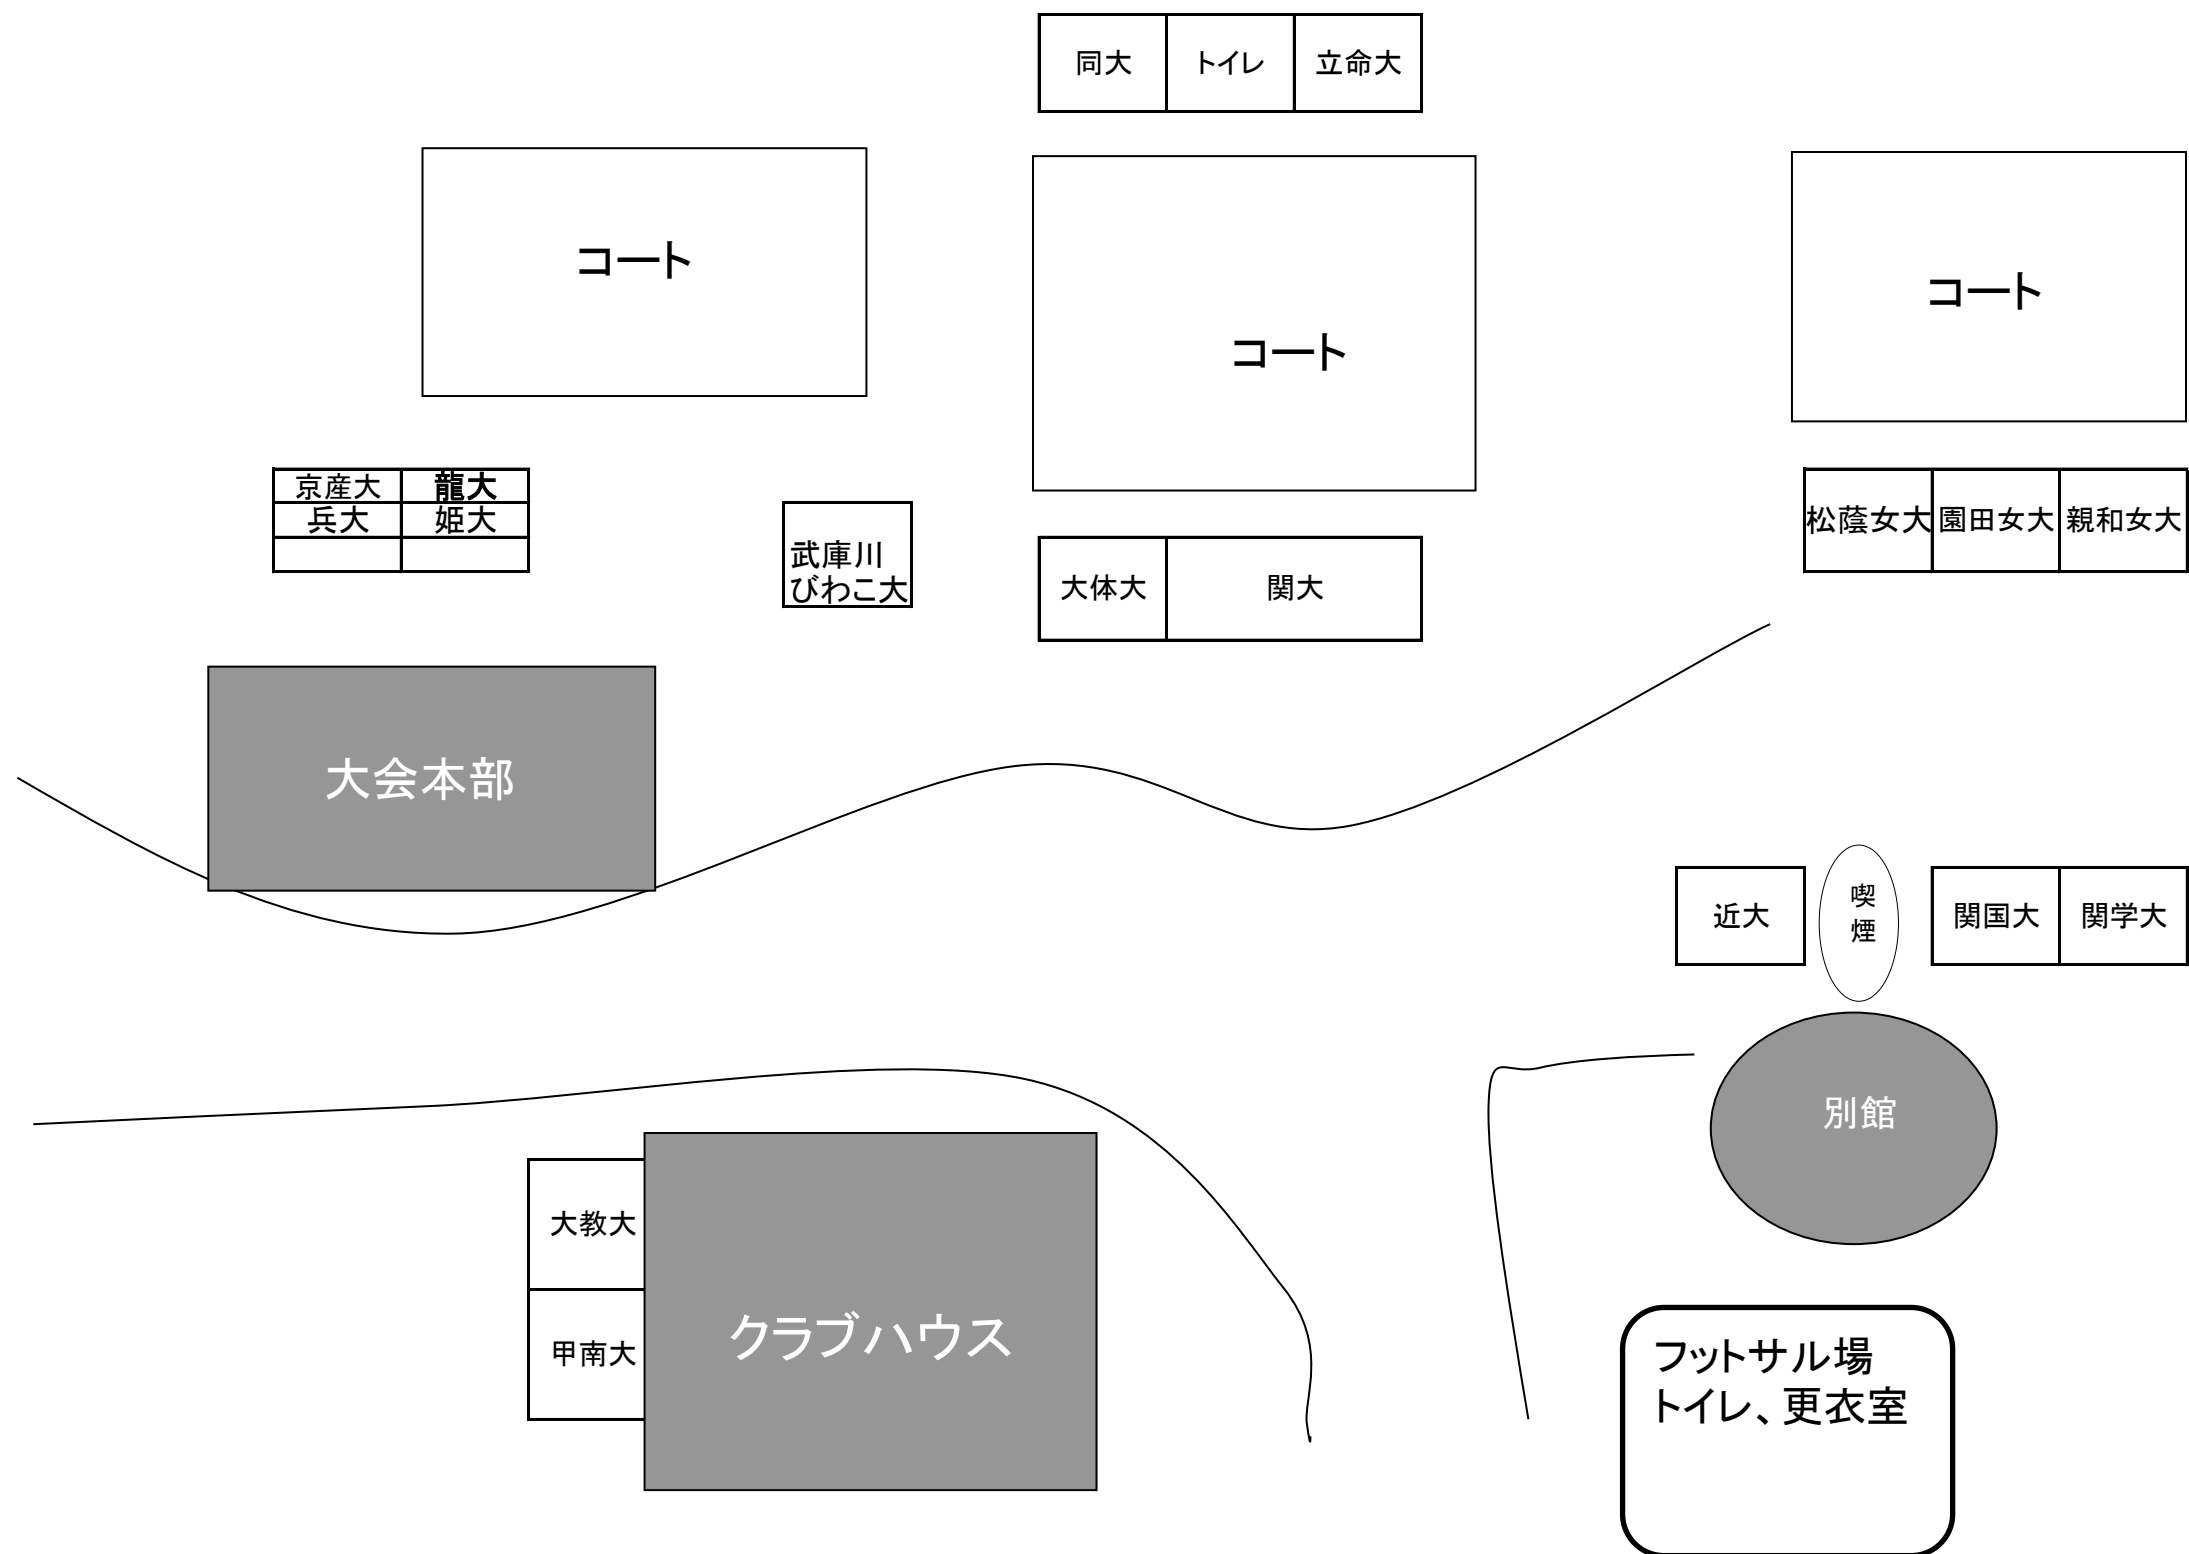 同大 トイレ 立命大
コート
コート
コート
京産大 龍大
兵大 姫大
武庫川
びわこ大
大体大 関大
松蔭女大 園田女大 親和女大
大会本部
近大
喫
煙
関国大 関学大
別館
大教大
甲南大
クラブハウス
フットサル場
トイレ、更衣室